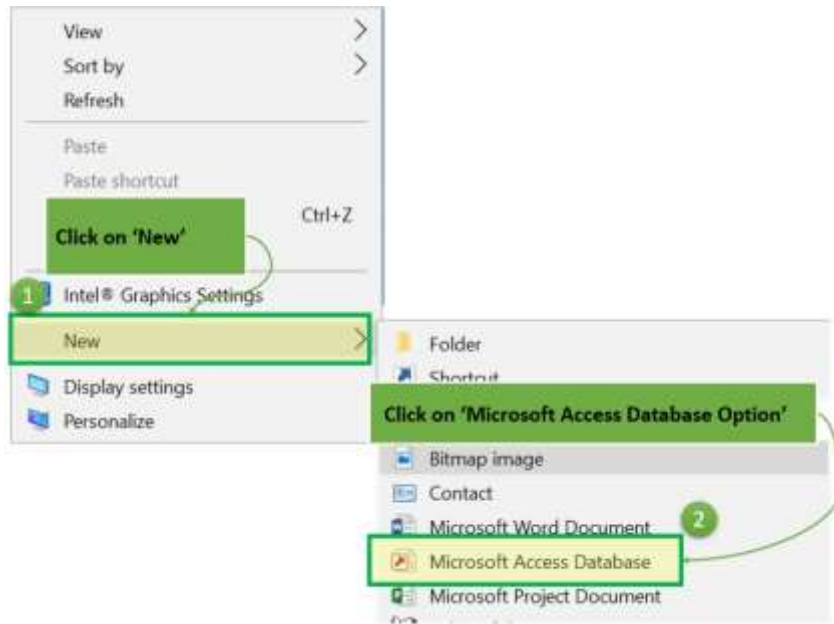 View
Sort by
Refresh
Paste
Paste shortcut
Ctrl+Z
Click on ‘New’
1
Intel® Graphics Settings
New
Display settings
Personalize
Folder
Shortcut
Click on ‘Microsoft Access Database Option’
Bitmap image
Contact
Microsoft Word Document
2
Microsoft Access Database
Microsoft Project Document